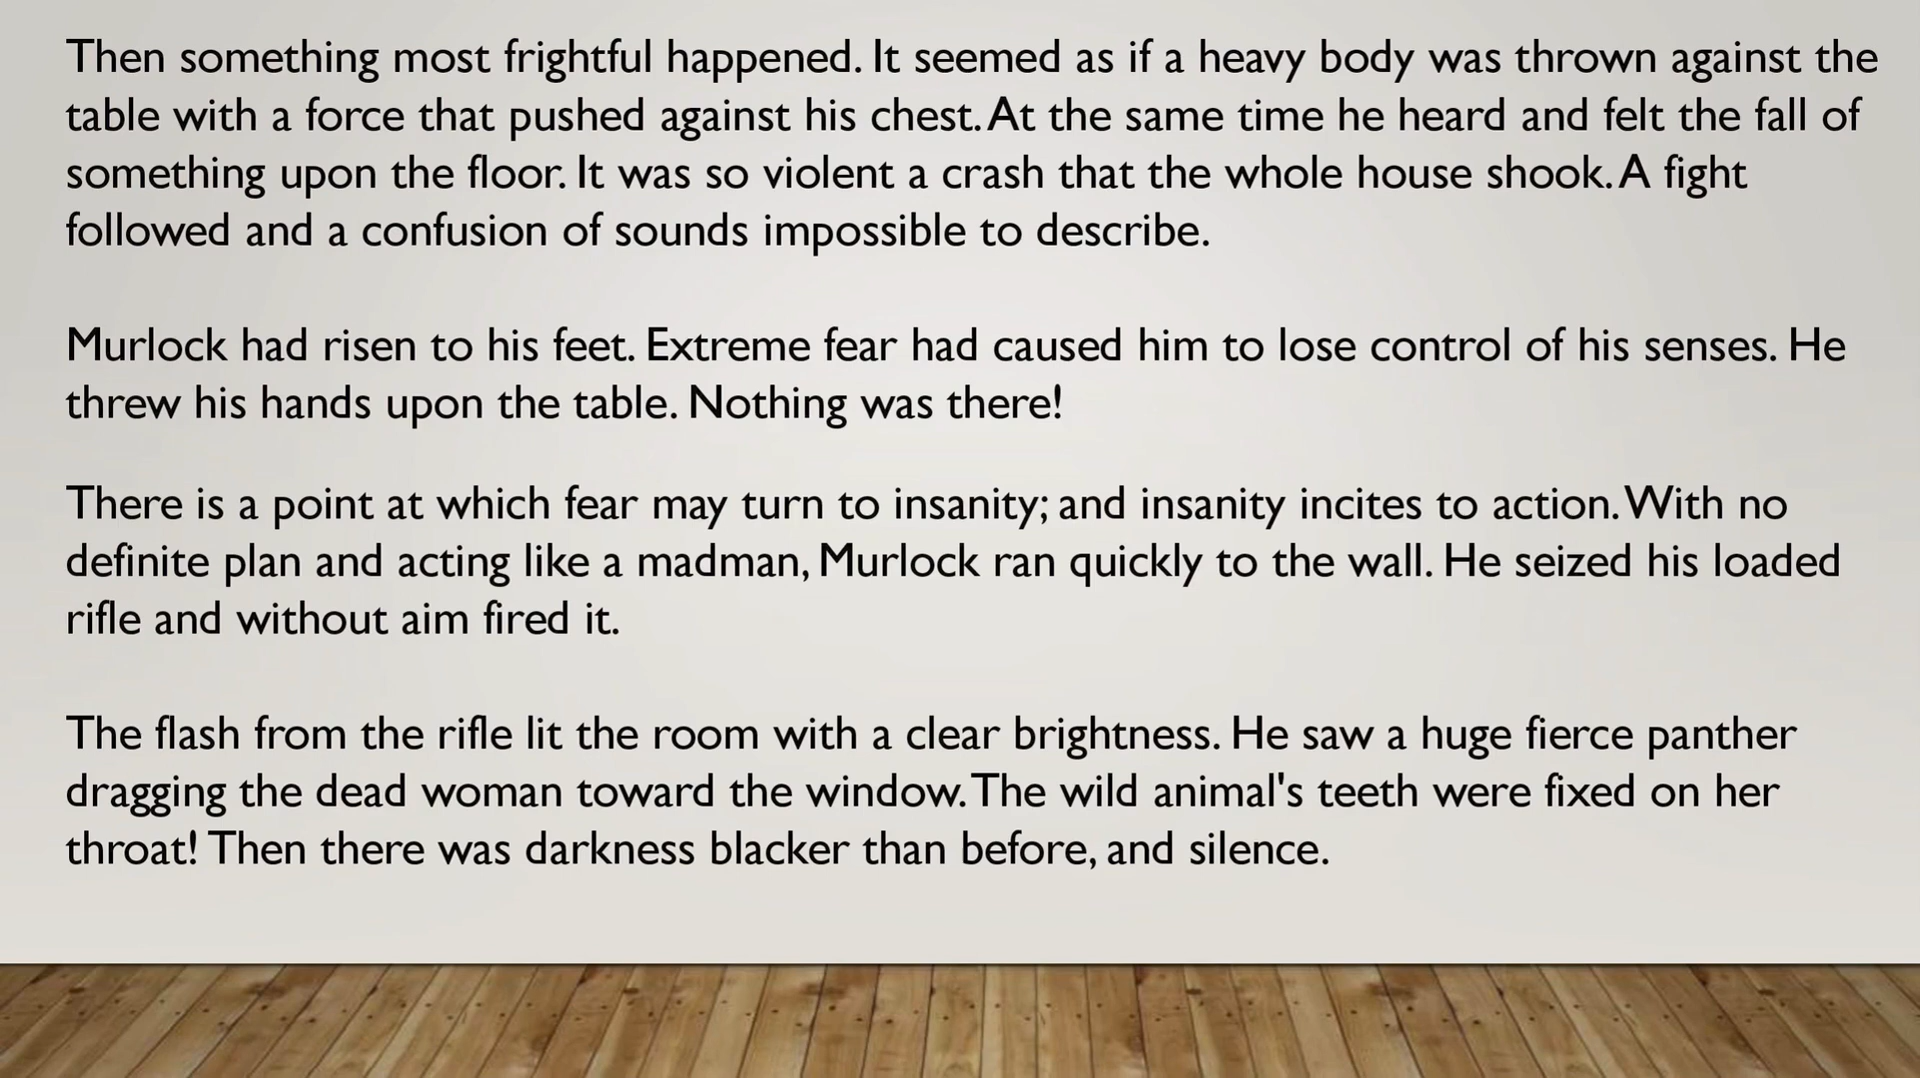 Then something most frightful happened. It seemed as if a heavy body was thrown against the
table with a force that pushed against his chest. At the same time he heard and felt the fall of
something upon the floor. It was so violent a crash that the whole house shook. A fight
followed and a confusion of sounds impossible to describe.
Murlock had risen to his feet. Extreme fear had caused him to lose control of his senses. He
threw his hands upon the table. Nothing was there!
There is a point at which fear may turn to insanity; and insanity incites to action. With no
definite plan and acting like a madman, Murlock ran quickly to the wall. He seized his loaded
rifle and without aim fired it.
The flash from the rifle lit the room with a clear brightness. He saw a huge fierce panther
dragging the dead woman toward the window. The wild animal's teeth were fixed on her
throat! Then there was darkness blacker than before, and silence.